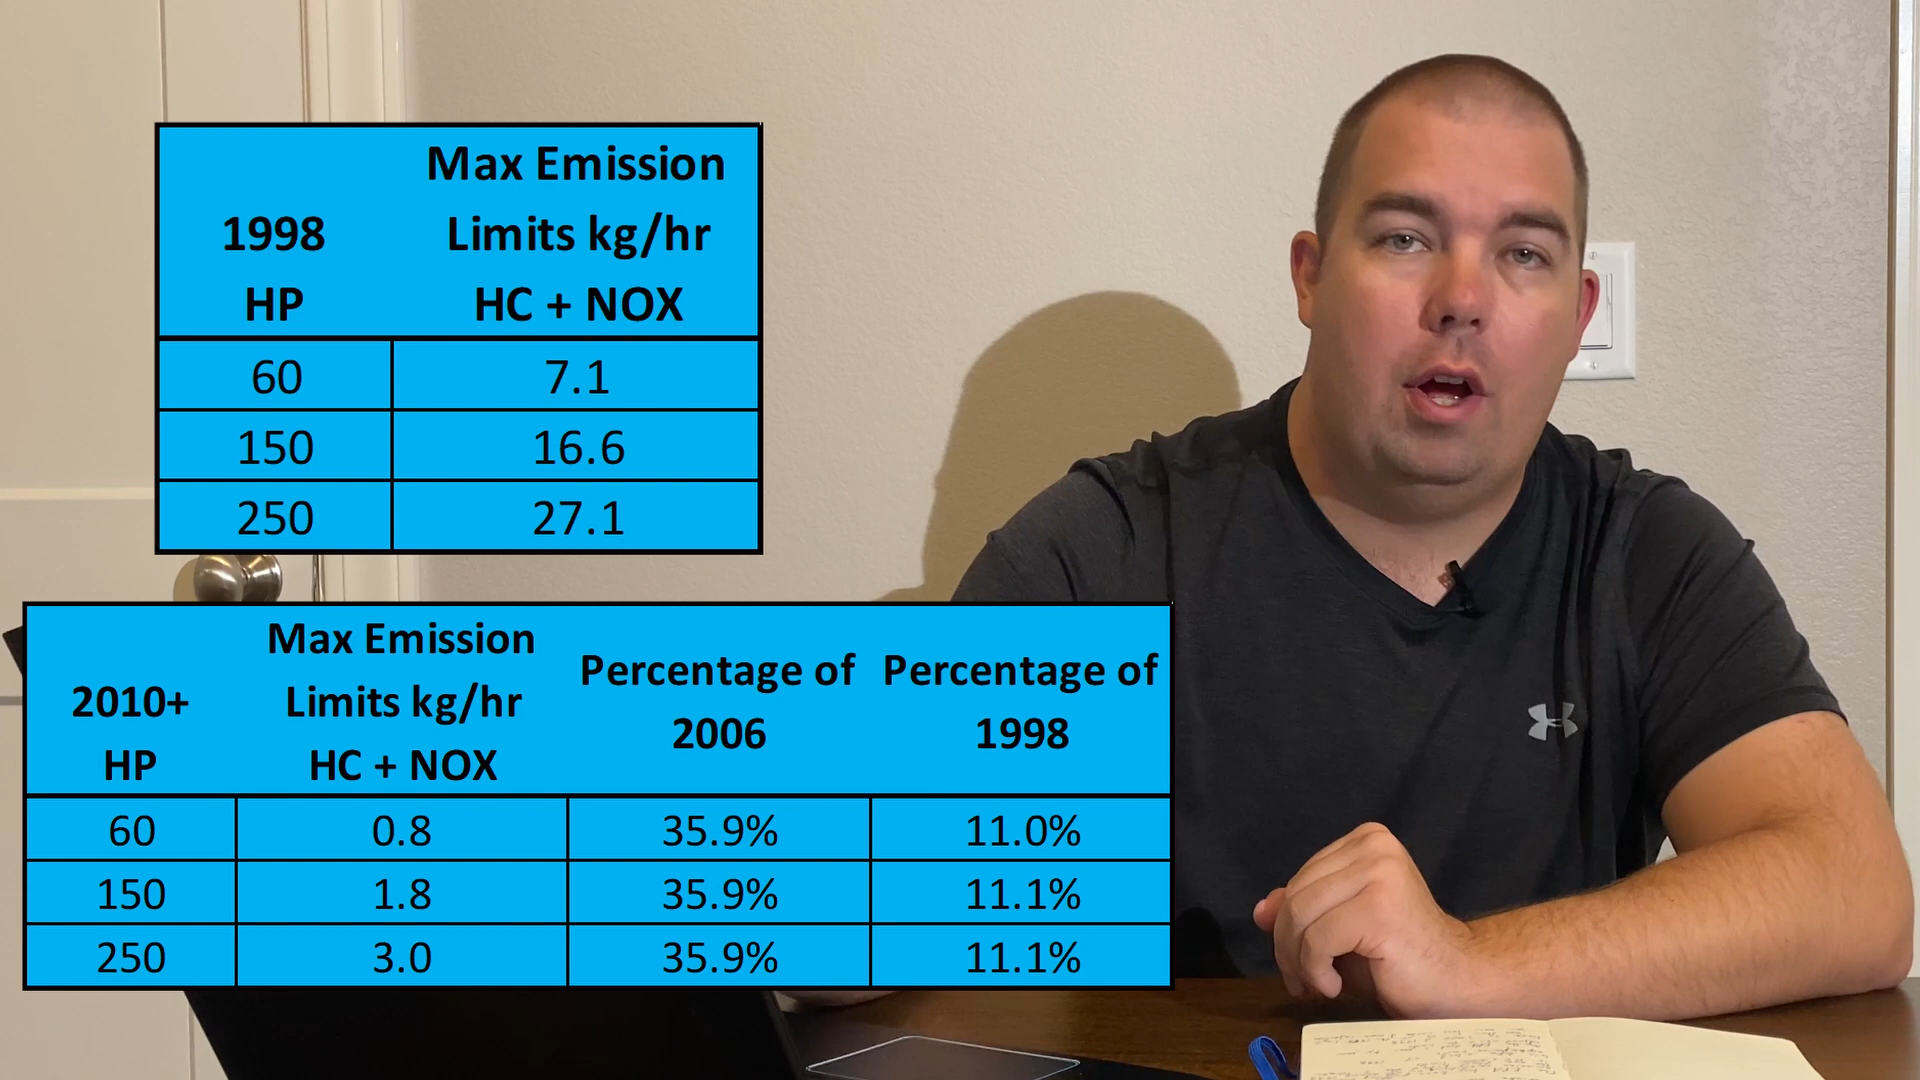 Max Emission
1998 Limits kg/hr
HP HC + NOX
60 7.1
150 16.6
250 27.1
Max Emission
2010+ Limits kg/hr Percentage of Percentage of
HP HC + NOX 2006 1998
60 0.8 35.9% 11.0%
150 1.8 35.9% 11.1%
250 3.0 35.9% 11.1%